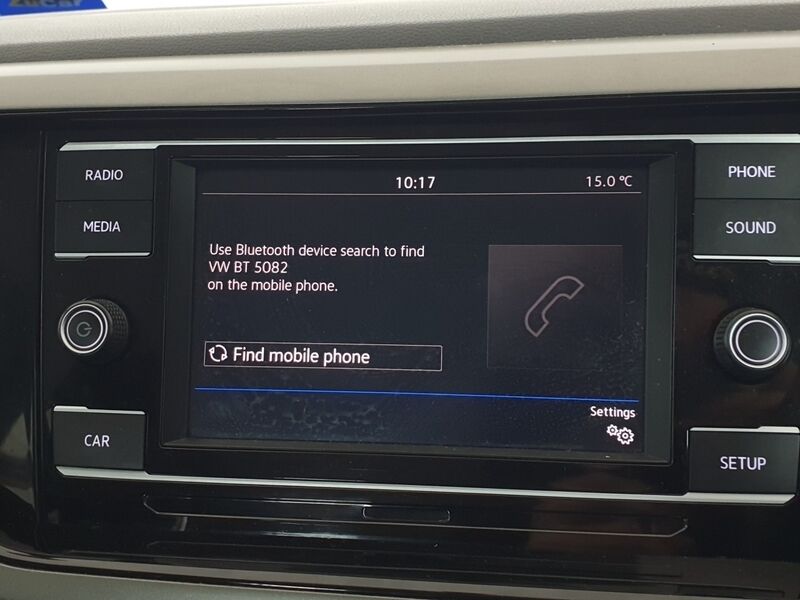 10:17
15.0 °C
RADIO
MEDIA
PHONE
SOUND
Use Bluetooth device search to find
VW BT 5082
on the mobile phone.
Find mobile phone
Settings
CAR
SETUP